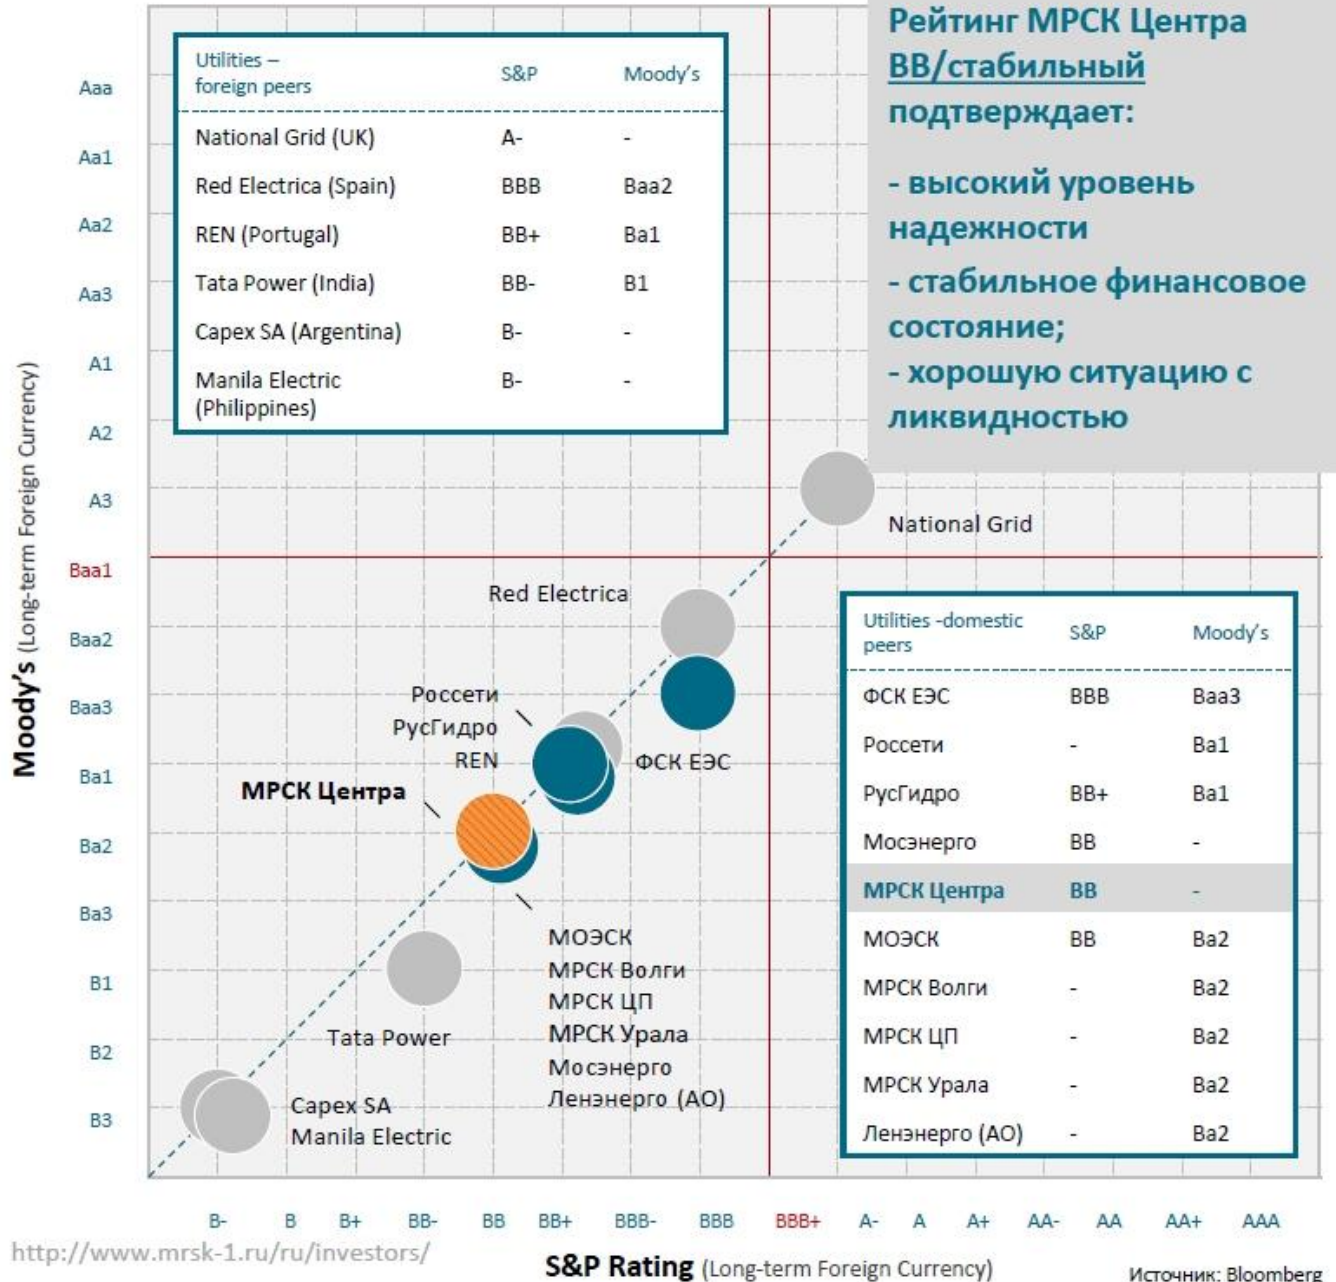 Рейтинг МРСК Центра
BB/стабильный
подтверждает:
- высокий уровень
надежности
- стабильное финансовое
состояние;
- хорошую ситуацию с
ликвидностью
Utilities –
foreign peers S&P Moody's
National Grid (UK) A- -
Red Electrica (Spain) BBB Baa2
REN (Portugal) BB+ Ba1
Tata Power (India) BB- B1
Capex SA (Argentina) B- -
Manila Electric B- -
(Philippines)
Moody's (Long-term Foreign Currency)
Aaa
Aa1
Aa2
Aa3
A1
A2
A3
Baa1
Baa2
Baa3
Ba1
Ba2
Ba3
B1
B2
B3
National Grid
Red Electrica
Россети
РусГидро
REN
ФСК ЕЭС
МРСК Центра
МОЭСК
МРСК Волги
МРСК ЦП
МРСК Урала
Мосэнерго
Ленэнерго (АО)
Tata Power
Capex SA
Manila Electric
Utilities -domestic
peers S&P Moody's
ФСК ЕЭС BBB Baa3
Россети - Ba1
РусГидро BB+ Ba1
Мосэнерго BB -
МРСК Центра BB -
МОЭСК BB Ba2
МРСК Волги - Ba2
МРСК ЦП - Ba2
МРСК Урала - Ba2
Ленэнерго (АО) - Ba2
B- B B+ BB- BB BB+ BBB- BBB BBB+ A- A A+ AA- AA AA+ AAA
http://www.mrsk-1.ru/ru/investors/
S&P Rating (Long-term Foreign Currency)
Источник: Bloomberg